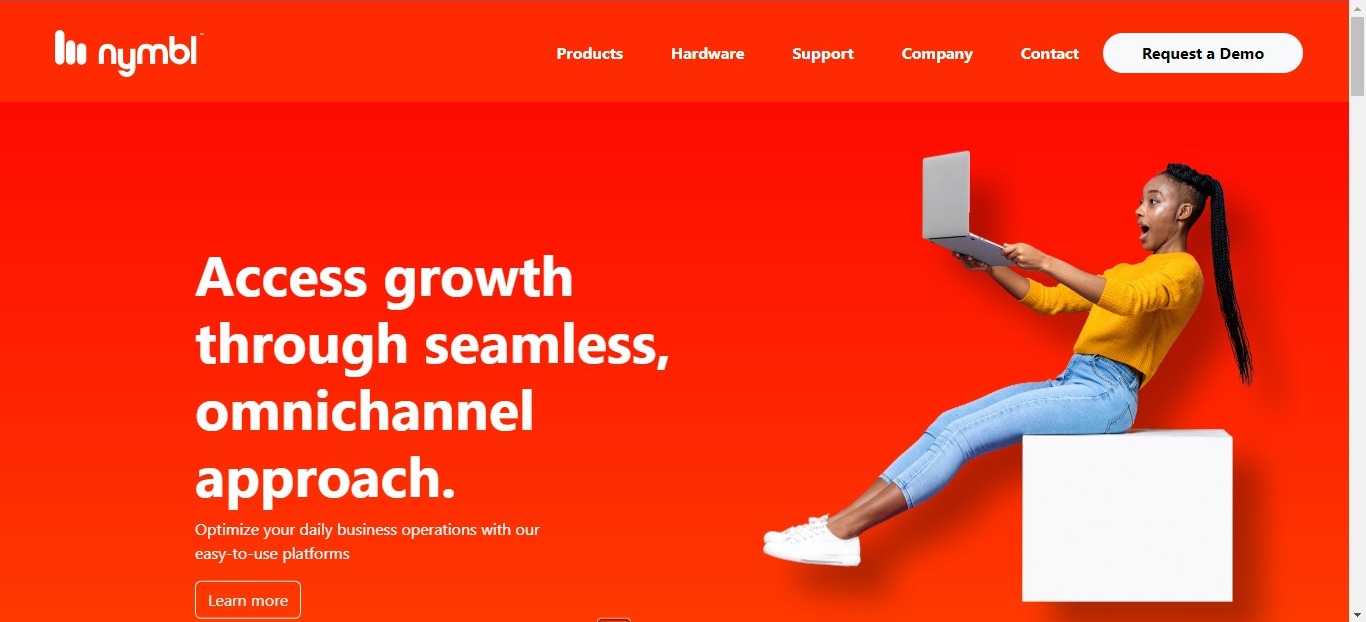 nymbl
Products Hardware Support Company Contact Request a Demo
Access growth
through seamless,
omnichannel
approach.
Optimize your daily business operations with our
easy-to-use platforms
Learn more